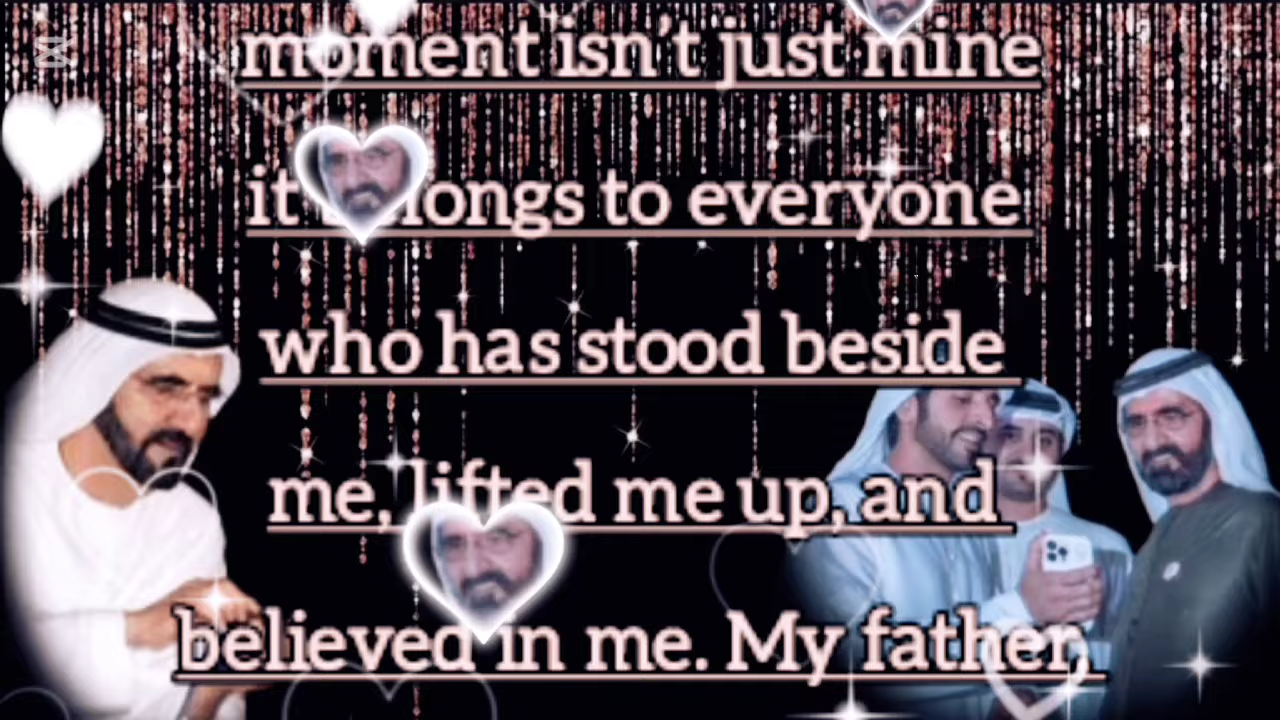 moment isn't just mine
it belongs to everyone
who has stood beside
me, lifted me up, and
believed in me. My father,